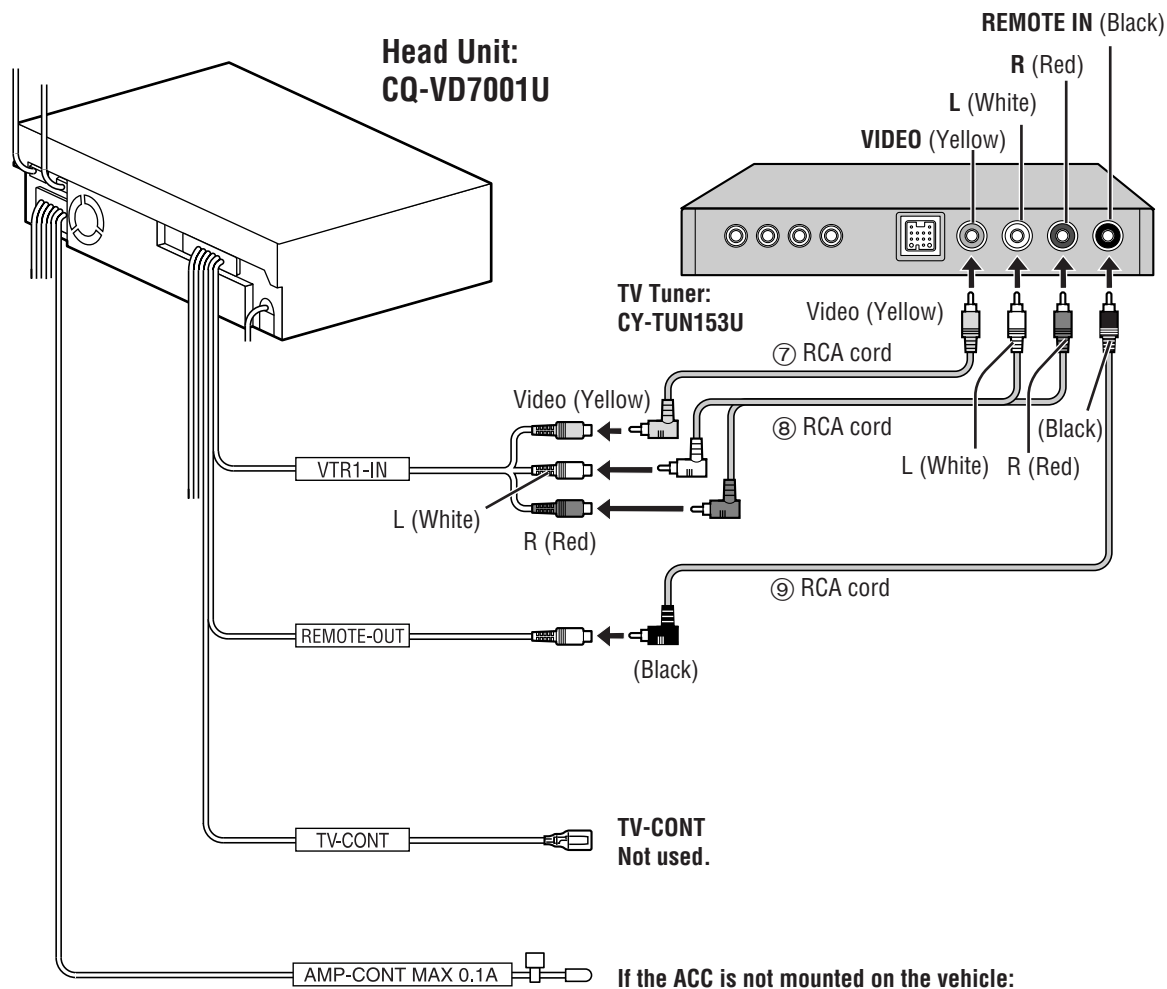 REMOTE IN (Black)
Head Unit:
CQ-VD7001U
R (Red)
L (White)
VIDEO (Yellow)
TV Tuner:
CY-TUN153U
Video (Yellow)
⑦ RCA cord
Video (Yellow)
⑧ RCA cord
(Black)
L (White)
R (Red)
VTR1-IN
L (White)
R (Red)
⑨ RCA cord
REMOTE-OUT
(Black)
TV-CONT
TV-CONT
Not used.
AMP-CONT MAX 0.1A
If the ACC is not mounted on the vehicle: